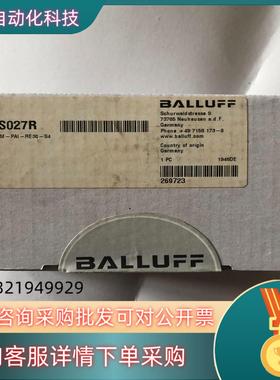 自动化科技
S027R
M-PAI-RE30-S4
BALLUFF
Schurwaldstrasse 9
73765 Neuhausen a.d.F.
Germany
Phone +49 7158 173-0
www.balluff.com
Country of origin
Germany
1 PC 1945DE
269723
BALLUFF
321949929
咨询采购批发可对公开票
客服详情下单采购